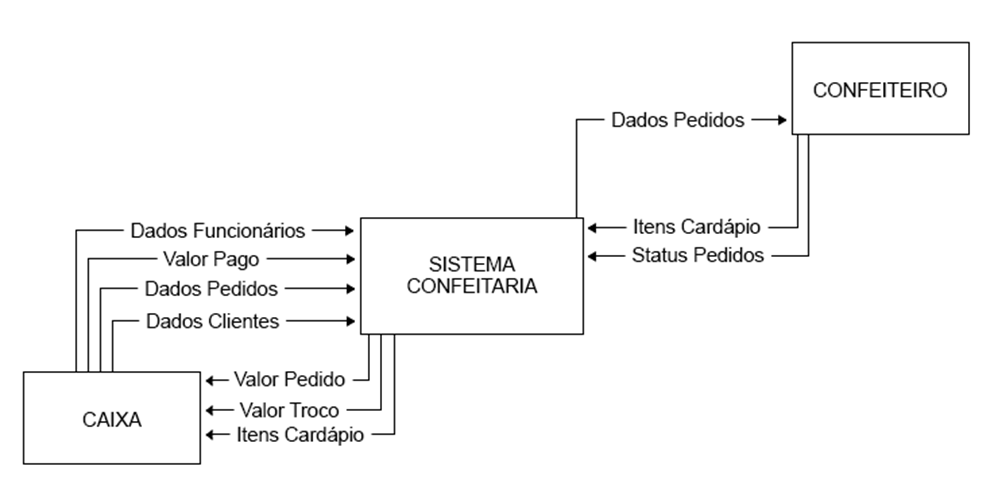 CONFEITEIRO
Dados Pedidos
Itens Cardápio
Status Pedidos
Dados Funcionários
Valor Pago
Dados Pedidos
Dados Clientes
SISTEMA
CONFEITARIA
Valor Pedido
Valor Troco
Itens Cardápio
CAIXA